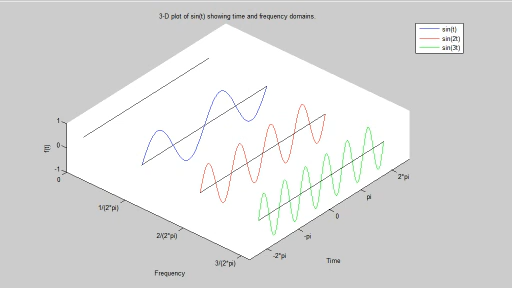 3-D plot of sin(t) showing time and frequency domains.
sin(t)
sin(2t)
sin(3t)
f(t)
1
0
-1
0
1/(2*pi)
2/(2*pi)
3/(2*pi)
Frequency
-2*pi
-pi
0
pi
2*pi
Time